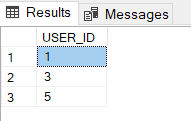 Results Messages
USER_ID
1 1
2 3
3 5